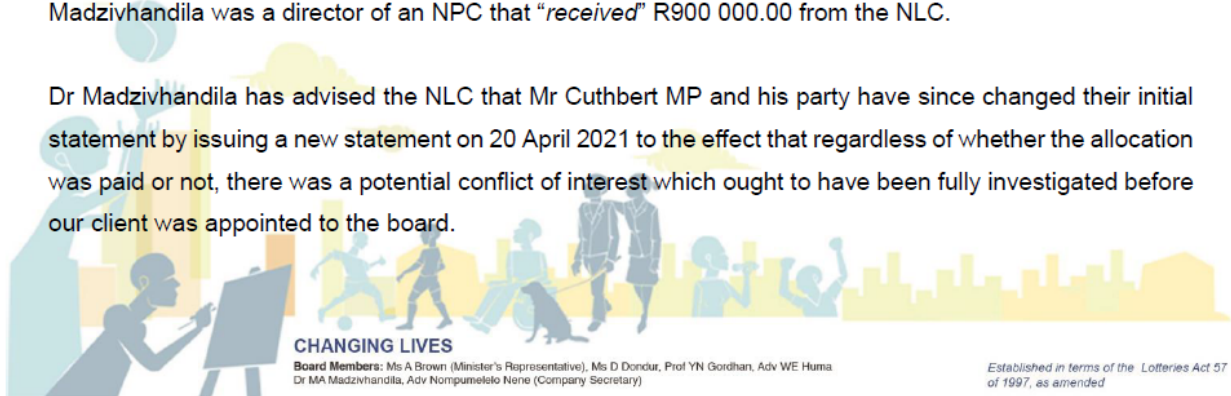 Madzivhandila was a director of an NPC that “received” R900 000.00 from the NLC.
Dr Madzivhandila has advised the NLC that Mr Cuthbert MP and his party have since changed their initial
statement by issuing a new statement on 20 April 2021 to the effect that regardless of whether the allocation
was paid or not, there was a potential conflict of interest which ought to have been fully investigated before
our client was appointed to the board.
CHANGING LIVES
Board Members: Ms A Brown (Minister's Representative), Ms D Dondur, Prof YN Gordhan, Adv WE Huma
Dr MA Madzivhandila, Adv Nompumelelo Nene (Company Secretary)
Established in terms of the Lotteries Act 57
of 1997, as amended